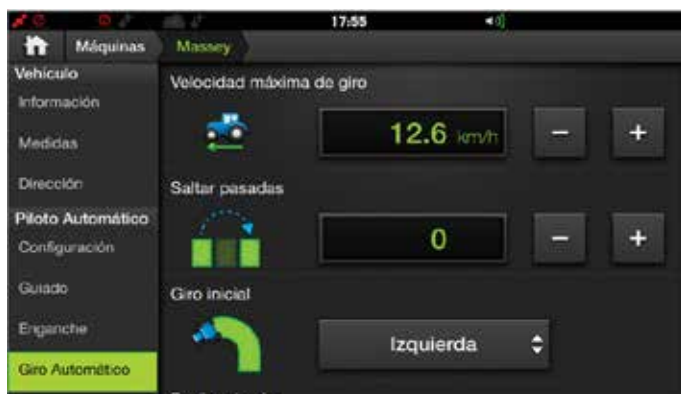 17:55
Máquinas
Massey
Vehículo
Información
Medidas
Dirección
Piloto Automático
Configuración
Guiado
Enganche
Giro Automático
Velocidad máxima de giro
12.6 km/h
−
+
Saltar pasadas
0
−
+
Giro inicial
Izquierda